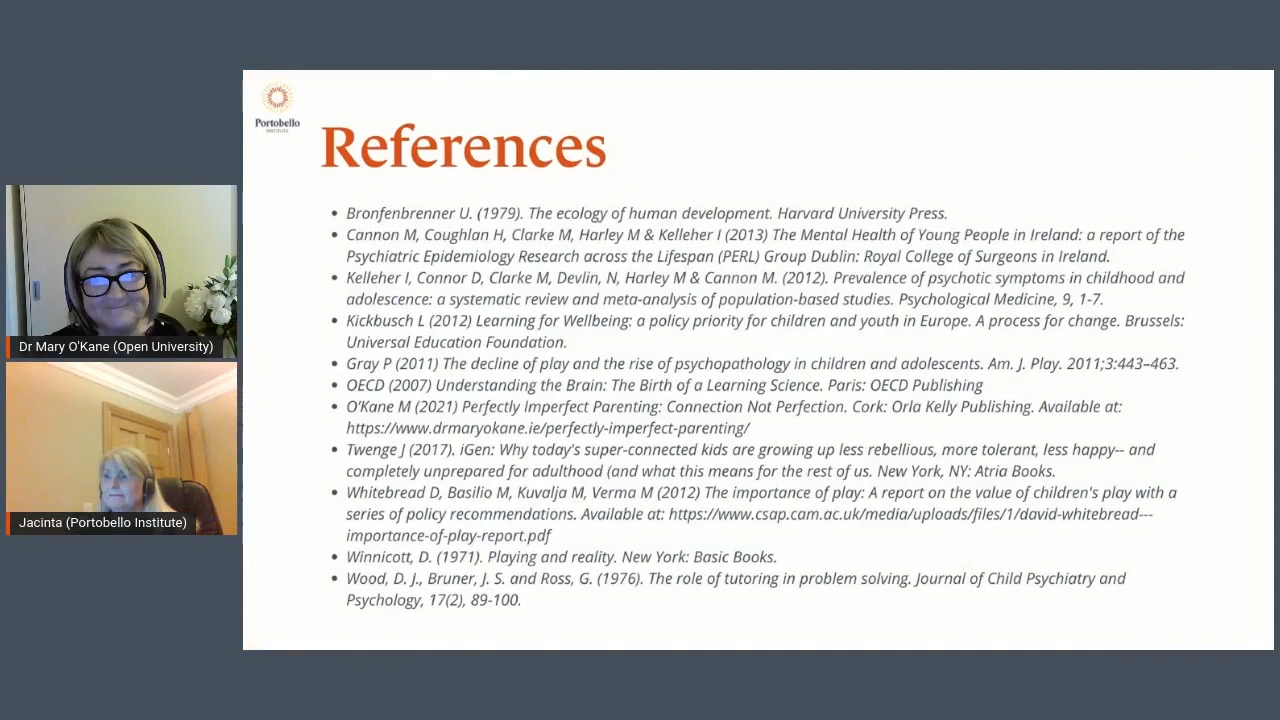 Portobello
INSTITUTE
References
• Bronfenbrenner U. (1979). The ecology of human development. Harvard University Press.
• Cannon M, Coughlan H, Clarke M, Harley M & Kelleher I (2013) The Mental Health of Young People in Ireland: a report of the
Psychiatric Epidemiology Research across the Lifespan (PERL) Group Dublin: Royal College of Surgeons in Ireland.
• Kelleher I, Connor D, Clarke M, Devlin, N, Harley M & Cannon M. (2012). Prevalence of psychotic symptoms in childhood and
adolescence: a systematic review and meta-analysis of population-based studies. Psychological Medicine, 9, 1-7.
• Kickbusch L (2012) Learning for Wellbeing: a policy priority for children and youth in Europe. A process for change. Brussels:
Universal Education Foundation.
• Gray P (2011) The decline of play and the rise of psychopathology in children and adolescents. Am. J. Play. 2011;3:443–463.
• OECD (2007) Understanding the Brain: The Birth of a Learning Science. Paris: OECD Publishing
• O'Kane M (2021) Perfectly Imperfect Parenting: Connection Not Perfection. Cork: Orla Kelly Publishing. Available at:
https://www.drmaryokane.ie/perfectly-imperfect-parenting/
• Twenge J (2017). iGen: Why today's super-connected kids are growing up less rebellious, more tolerant, less happy-- and
completely unprepared for adulthood (and what this means for the rest of us. New York, NY: Atria Books.
• Whitebread D, Basilio M, Kuvalja M, Verma M (2012) The importance of play: A report on the value of children's play with a
series of policy recommendations. Available at: https://www.csap.cam.ac.uk/media/uploads/files/1/david-whitebread---
importance-of-play-report.pdf
• Winnicott, D. (1971). Playing and reality. New York: Basic Books.
• Wood, D. J., Bruner, J. S. and Ross, G. (1976). The role of tutoring in problem solving. Journal of Child Psychiatry and
Psychology, 17(2), 89-100.
Dr Mary O'Kane (Open University)
Jacinta (Portobello Institute)